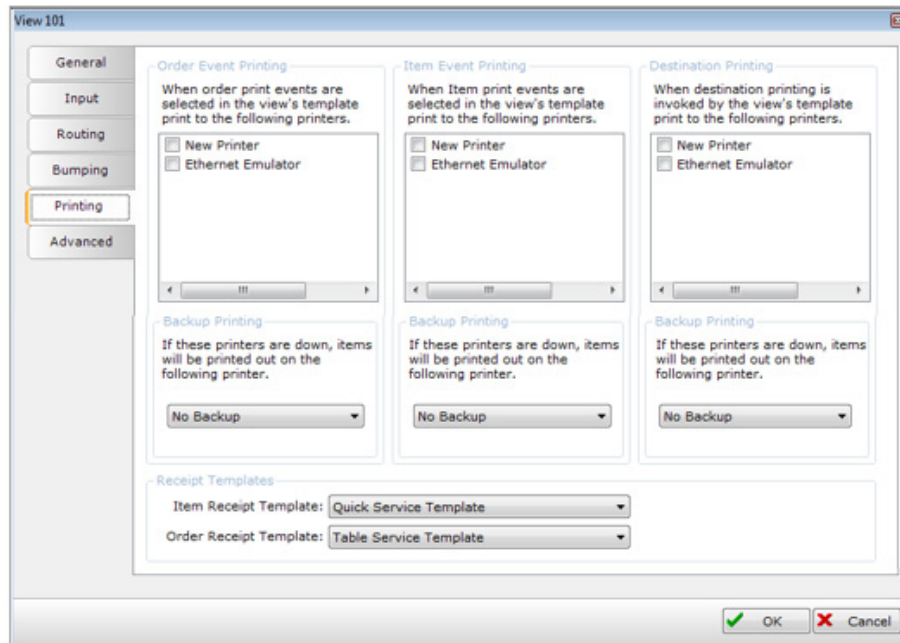 View 101
General
Input
Routing
Bumping
Printing
Advanced
Order Event Printing
When order print events are
selected in the view's template
print to the following printers.
New Printer
Ethernet Emulator
Backup Printing
If these printers are down, items
will be printed out on the
following printer.
No Backup
Item Event Printing
When Item print events are
selected in the view's template
print to the following printers.
New Printer
Ethernet Emulator
Backup Printing
If these printers are down, items
will be printed out on the
following printer.
No Backup
Destination Printing
When destination printing is
invoked by the view's template
print to the following printers.
New Printer
Ethernet Emulator
Backup Printing
If these printers are down, items
will be printed out on the
following printer.
No Backup
Receipt Templates
Item Receipt Template: Quick Service Template
Order Receipt Template: Table Service Template
OK
Cancel